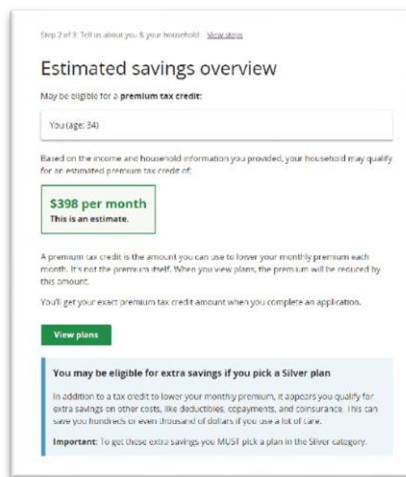 Step 2 of 3: Tell us about you & your household View steps
Estimated savings overview
May be eligible for a premium tax credit:
You (age: 34)
Based on the income and household information you provided, your household may qualify
for an estimated premium tax credit of:
$398 per month
This is an estimate.
A premium tax credit is the amount you can use to lower your monthly premium each
month. It's not the premium itself. When you view plans, the premium will be reduced by
this amount.
You'll get your exact premium tax credit amount when you complete an application.
View plans
You may be eligible for extra savings if you pick a Silver plan
In addition to a tax credit to lower your monthly premium, it appears you qualify for
extra savings on other costs, like deductibles, copayments, and coinsurance. This can
save you hundreds or even thousand of dollars if you use a lot of care.
Important: To get these extra savings you MUST pick a plan in the Silver category.